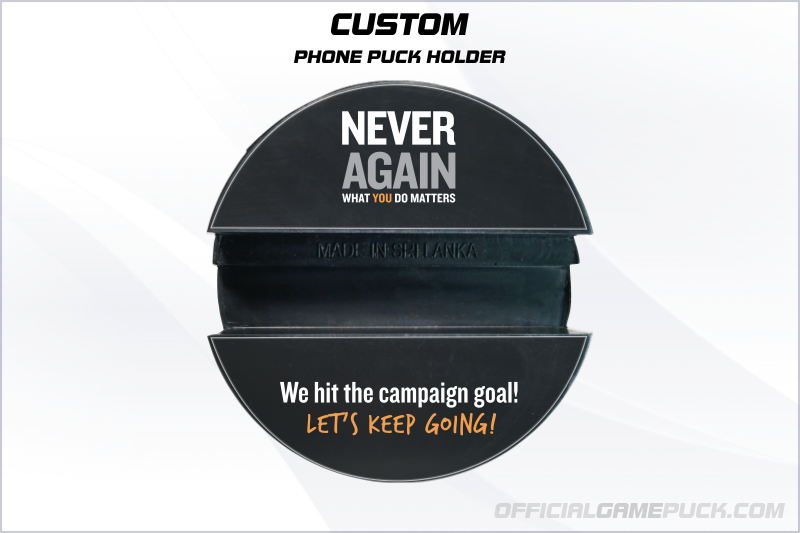 CUSTOM
PHONE PUCK HOLDER
NEVER
AGAIN
WHAT YOU DO MATTERS
MADE IN SRI LANKA
We hit the campaign goal!
LET'S KEEP GOING!
OFFICIALGAMEPUCK.COM